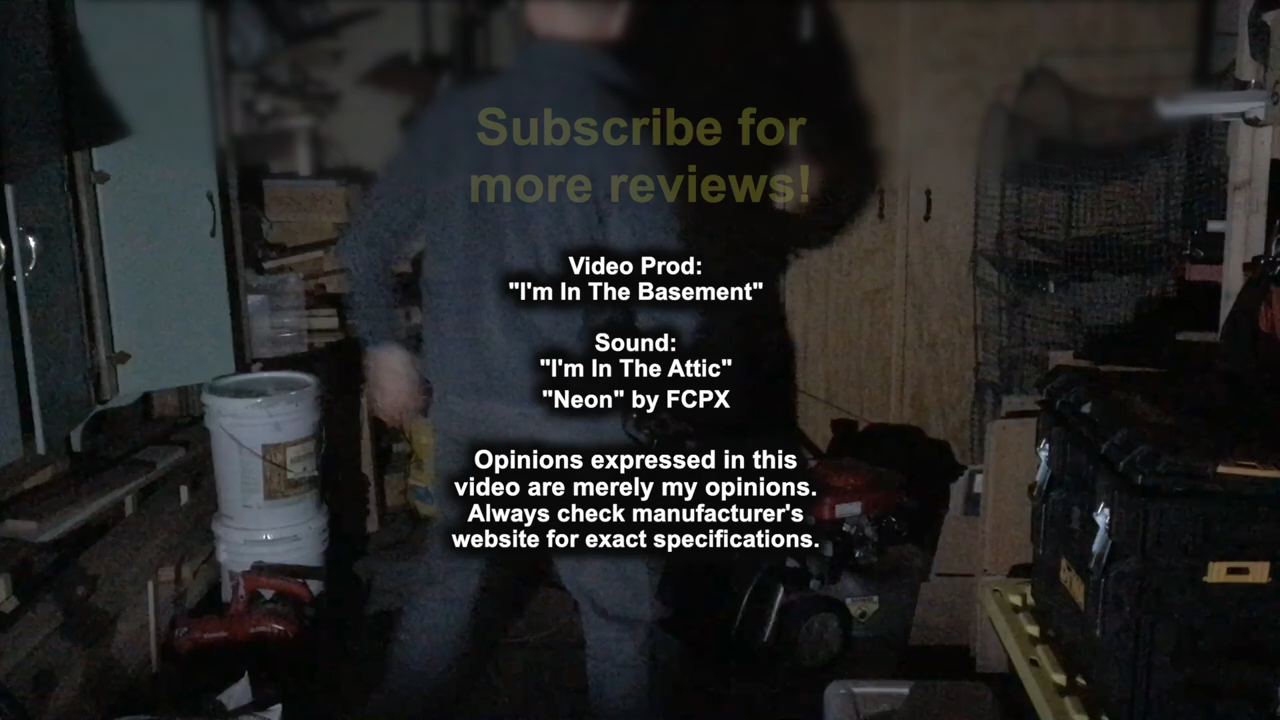 Subscribe for
more reviews!
Video Prod:
"I'm In The Basement"
Sound:
"I'm In The Attic"
"Neon" by FCPX
Opinions expressed in this
video are merely my opinions.
Always check manufacturer's
website for exact specifications.